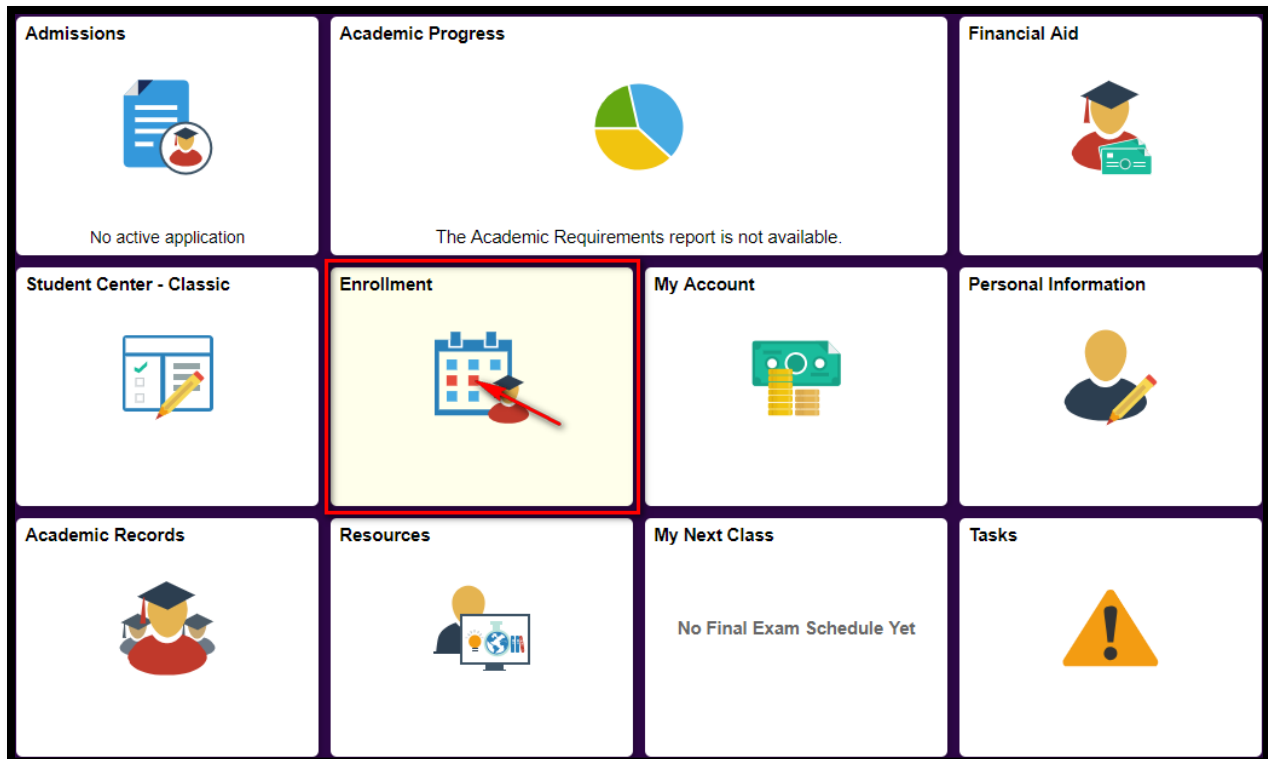 Admissions
No active application
Academic Progress
The Academic Requirements report is not available.
Financial Aid
Student Center - Classic
Enrollment
My Account
Personal Information
Academic Records
Resources
My Next Class
No Final Exam Schedule Yet
Tasks